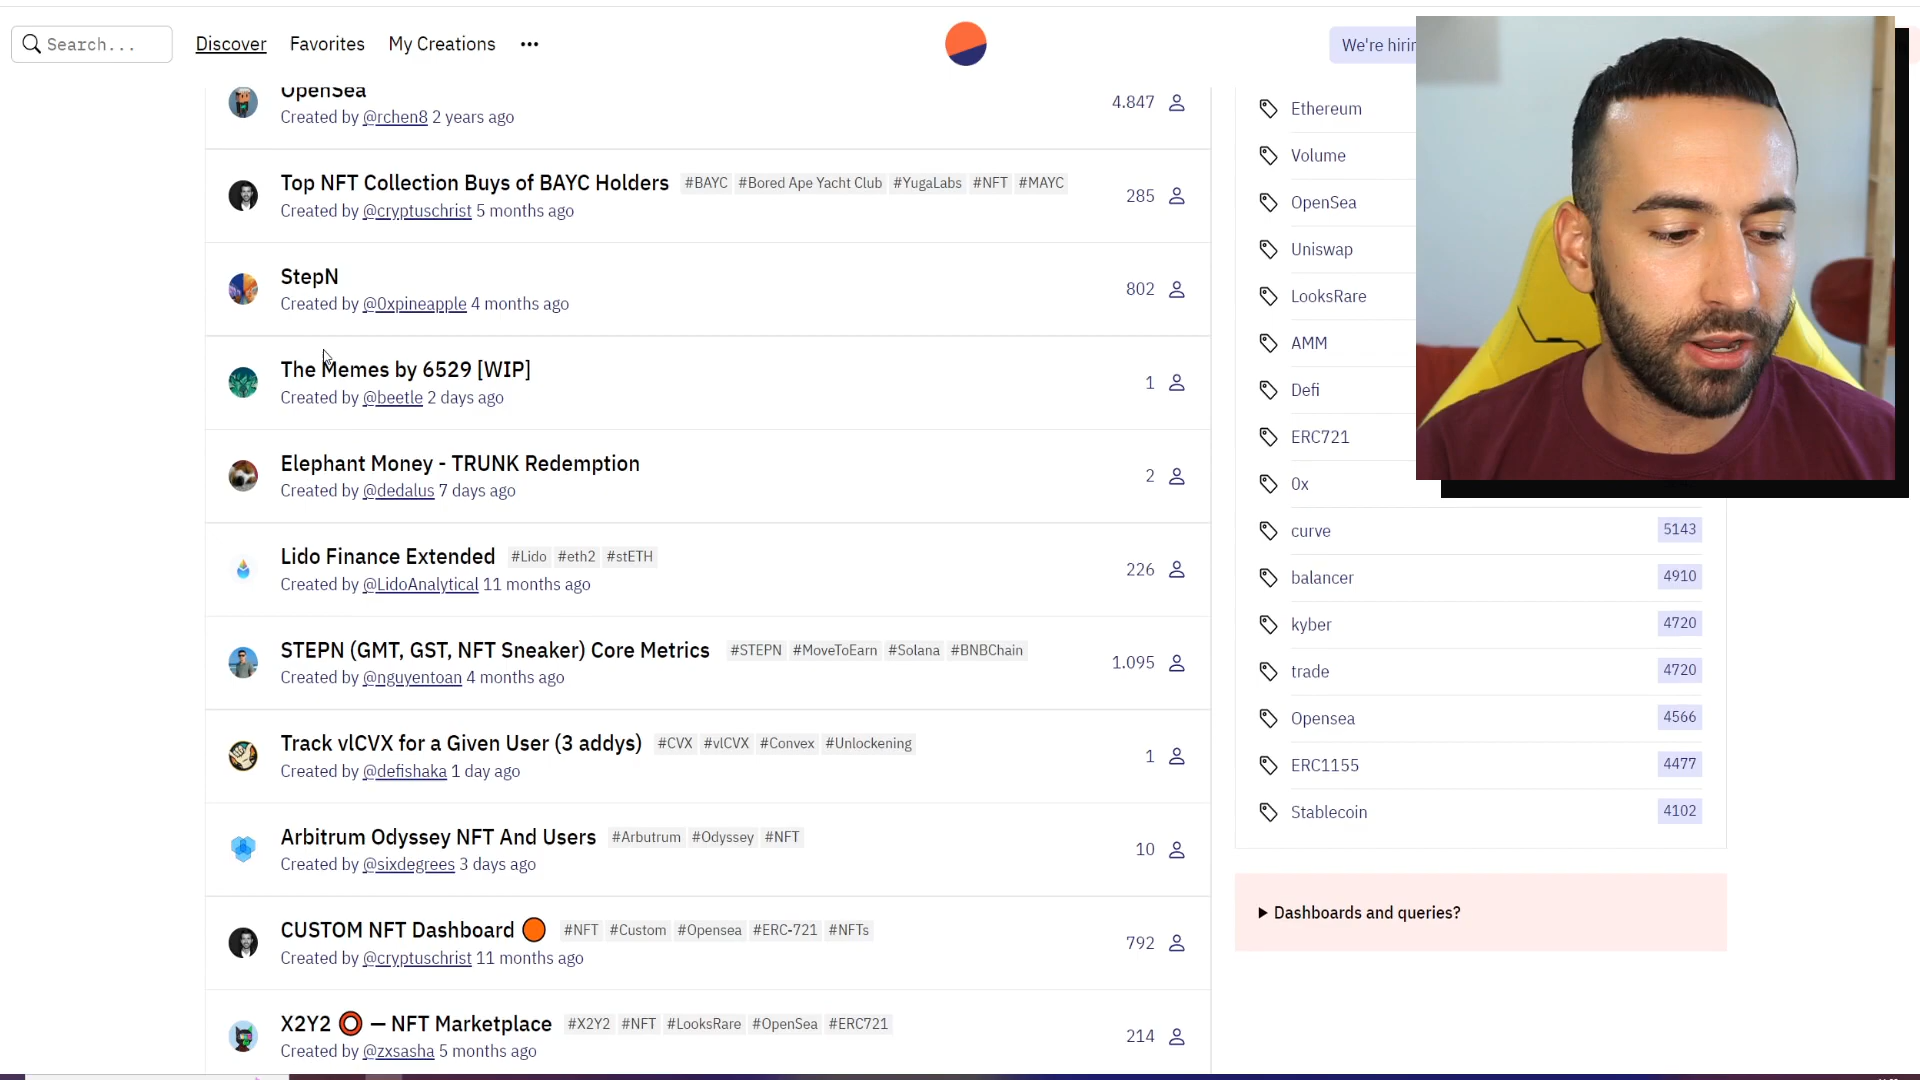 Search...
Discover
Favorites
My Creations
We're hirin
OpenSea
Created by @rchen8 2 years ago
4.847
Top NFT Collection Buys of BAYC Holders #BAYC #Bored Ape Yacht Club #YugaLabs #NFT #MAYC
Created by @cryptuschrist 5 months ago
285
StepN
Created by @0xpineapple 4 months ago
802
The Memes by 6529 [WIP]
Created by @beetle 2 days ago
1
Elephant Money - TRUNK Redemption
Created by @dedalus 7 days ago
2
Lido Finance Extended #Lido #eth2 #stETH
Created by @LidoAnalytical 11 months ago
226
STEPN (GMT, GST, NFT Sneaker) Core Metrics #STEPN #MoveToEarn #Solana #BNBChain
Created by @nguyentoan 4 months ago
1.095
Track vlCVX for a Given User (3 addys) #CVX #vlCVX #Convex #Unlockening
Created by @defishaka 1 day ago
1
Arbitrum Odyssey NFT And Users #Arbutrum #Odyssey #NFT
Created by @sixdegrees 3 days ago
10
CUSTOM NFT Dashboard #NFT #Custom #Opensea #ERC-721 #NFTs
Created by @cryptuschrist 11 months ago
792
X2Y2 — NFT Marketplace #X2Y2 #NFT #LooksRare #OpenSea #ERC721
Created by @zxsasha 5 months ago
214
Ethereum
Volume
OpenSea
Uniswap
LooksRare
AMM
Defi
ERC721
0x
curve 5143
balancer 4910
kyber 4720
trade 4720
Opensea 4566
ERC1155 4477
Stablecoin 4102
Dashboards and queries?